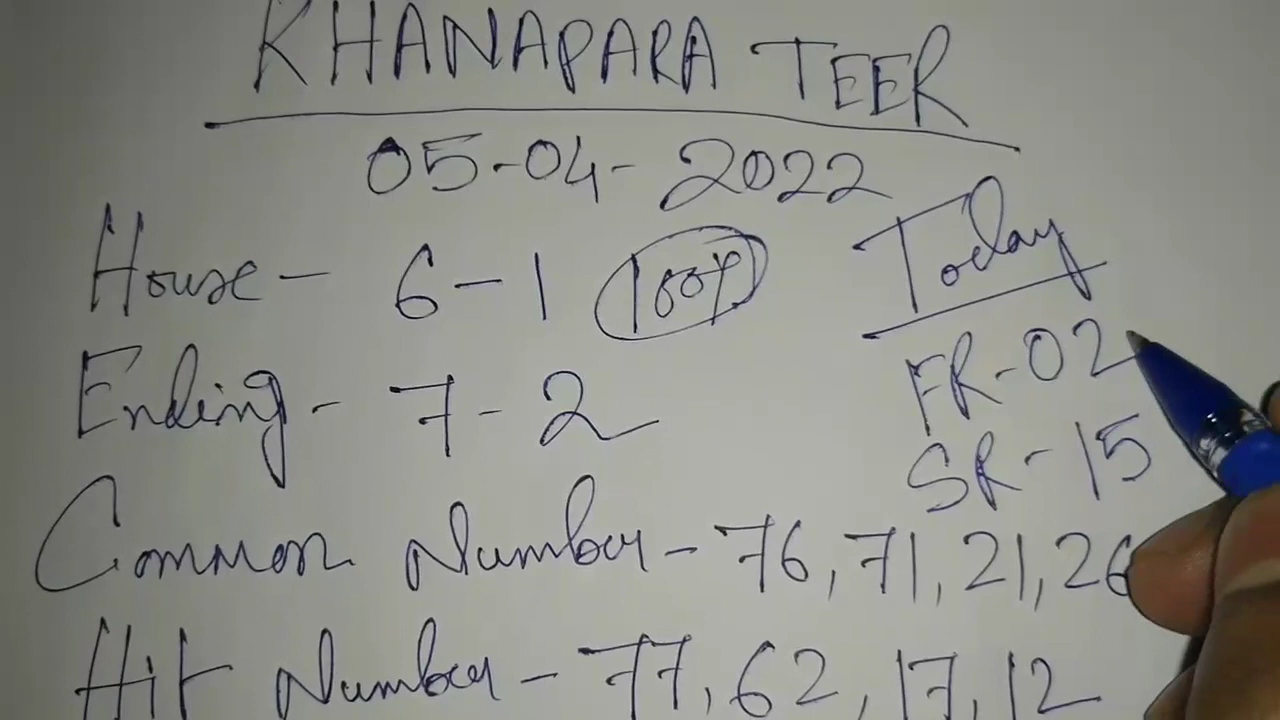 KHANAPARA TEER
05-04-2022
House - 6-1 100%
Today
Ending - 7-2
FR-02
SR-15
Common Number - 76, 71, 21, 26
Hit Number - 77, 62, 17, 12